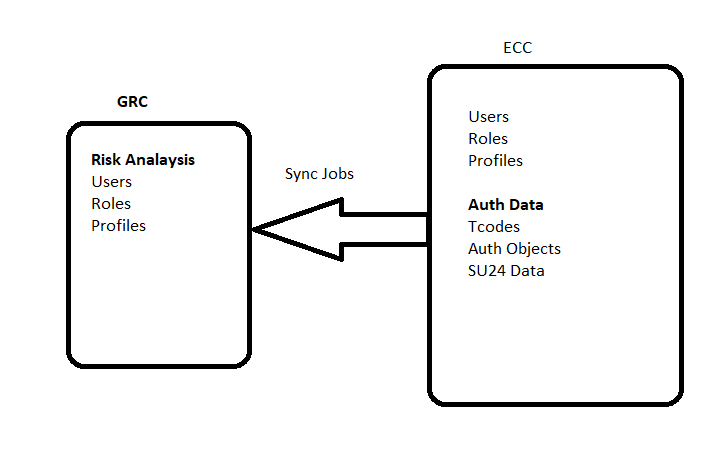 GRC
Risk Analaysis
Users
Roles
Profiles
Sync Jobs
ECC
Users
Roles
Profiles
Auth Data
Tcodes
Auth Objects
SU24 Data